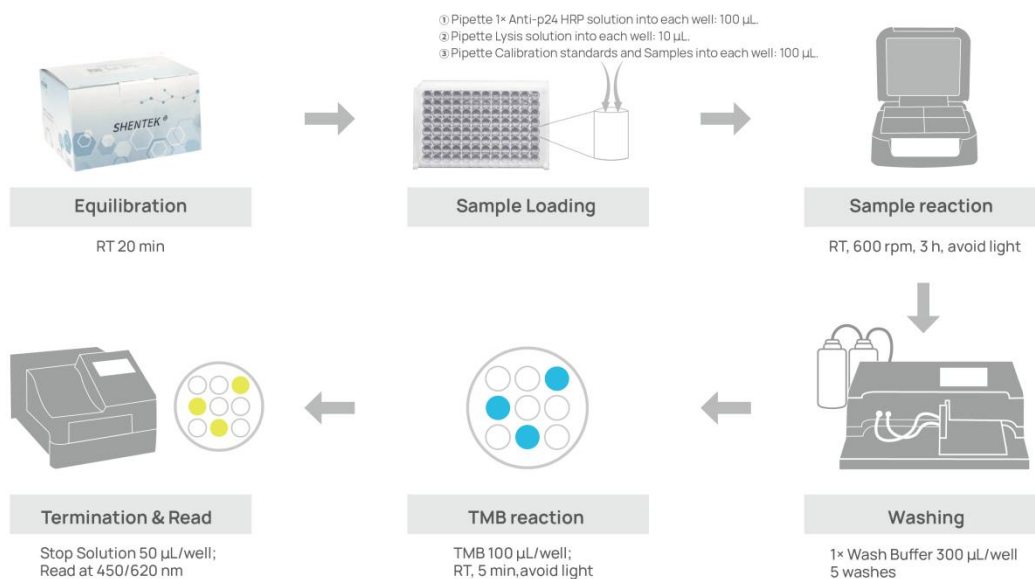 ① Pipette 1× Anti-p24 HRP solution into each well: 100 µL.
② Pipette Lysis solution into each well: 10 µL.
③ Pipette Calibration standards and Samples into each well: 100 µL.
SHENTEK®
Equilibration
RT 20 min
Sample Loading
Sample reaction
RT, 600 rpm, 3 h, avoid light
Termination & Read
Stop Solution 50 µL/well;
Read at 450/620 nm
TMB reaction
TMB 100 µL/well;
RT, 5 min,avoid light
Washing
1× Wash Buffer 300 µL/well
5 washes